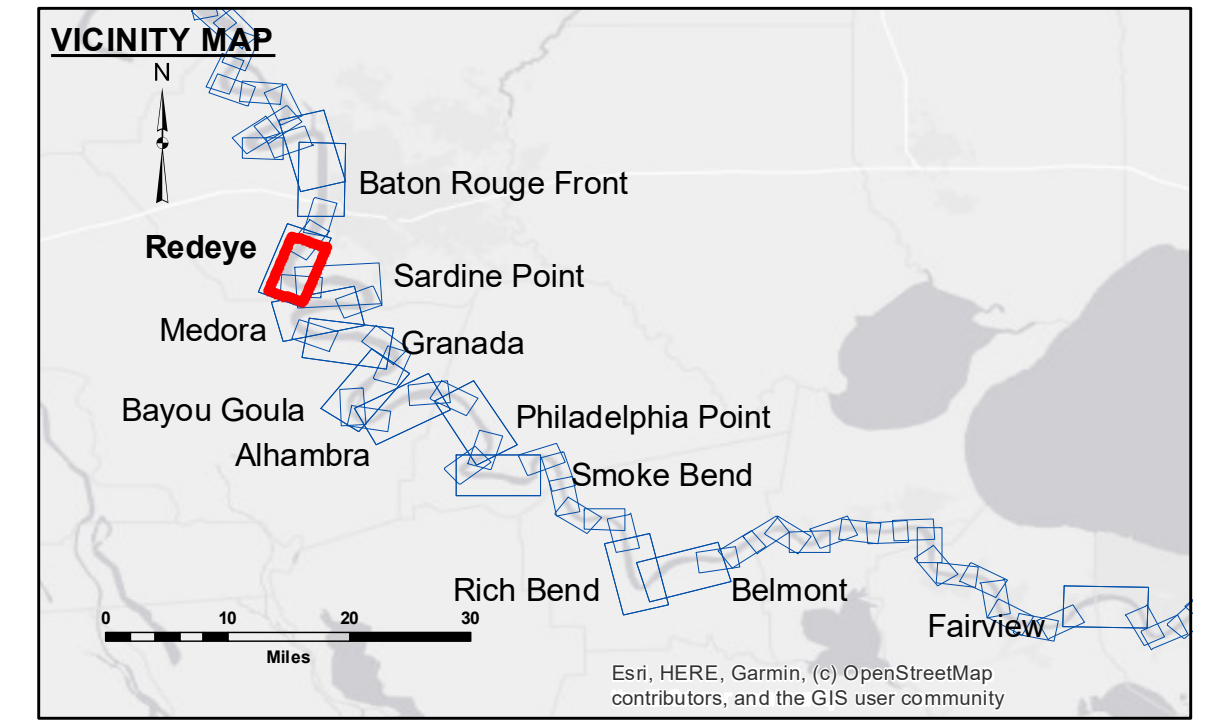 VICINITY MAP
N
Baton Rouge Front
Redeye
Sardine Point
Medora
Granada
Bayou Goula
Philadelphia Point
Alhambra
Smoke Bend
Rich Bend
Belmont
0 10 20 30
Fairview
Miles
Esri, HERE, Garmin, (c) OpenStreetMap
contributors, and the GIS user community